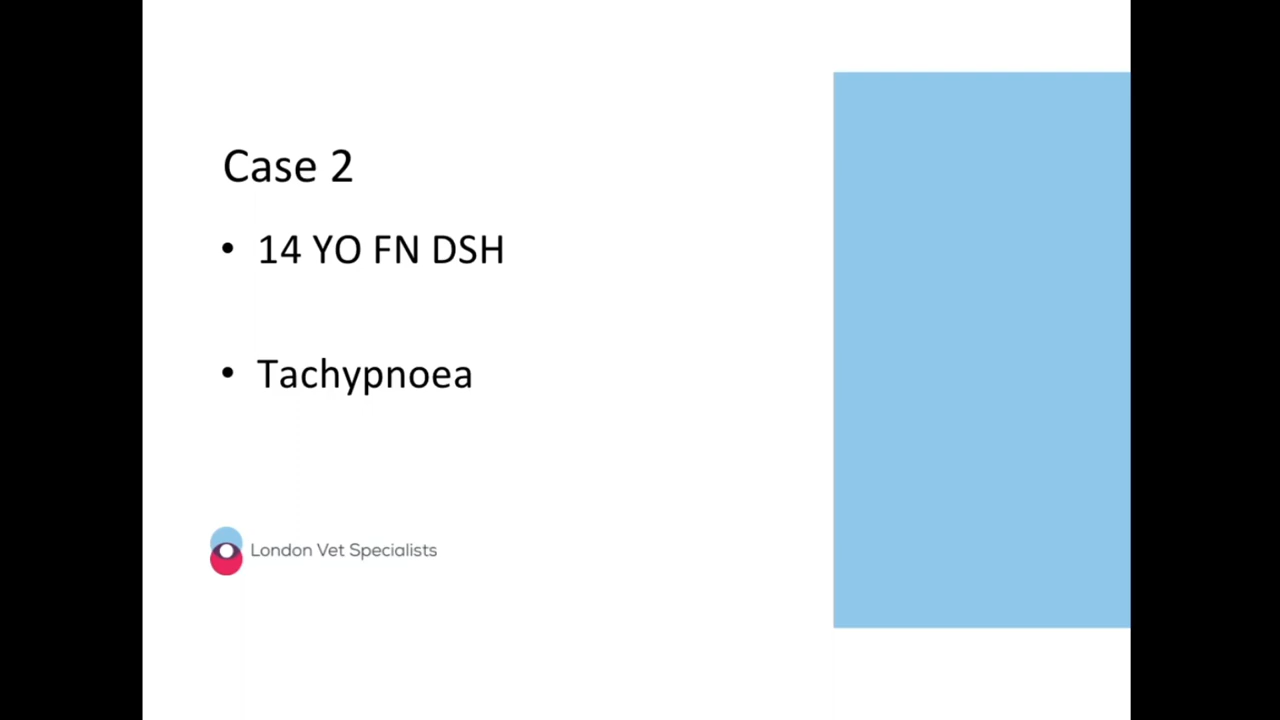 Case 2
• 14 YO FN DSH
• Tachypnoea
London Vet Specialists